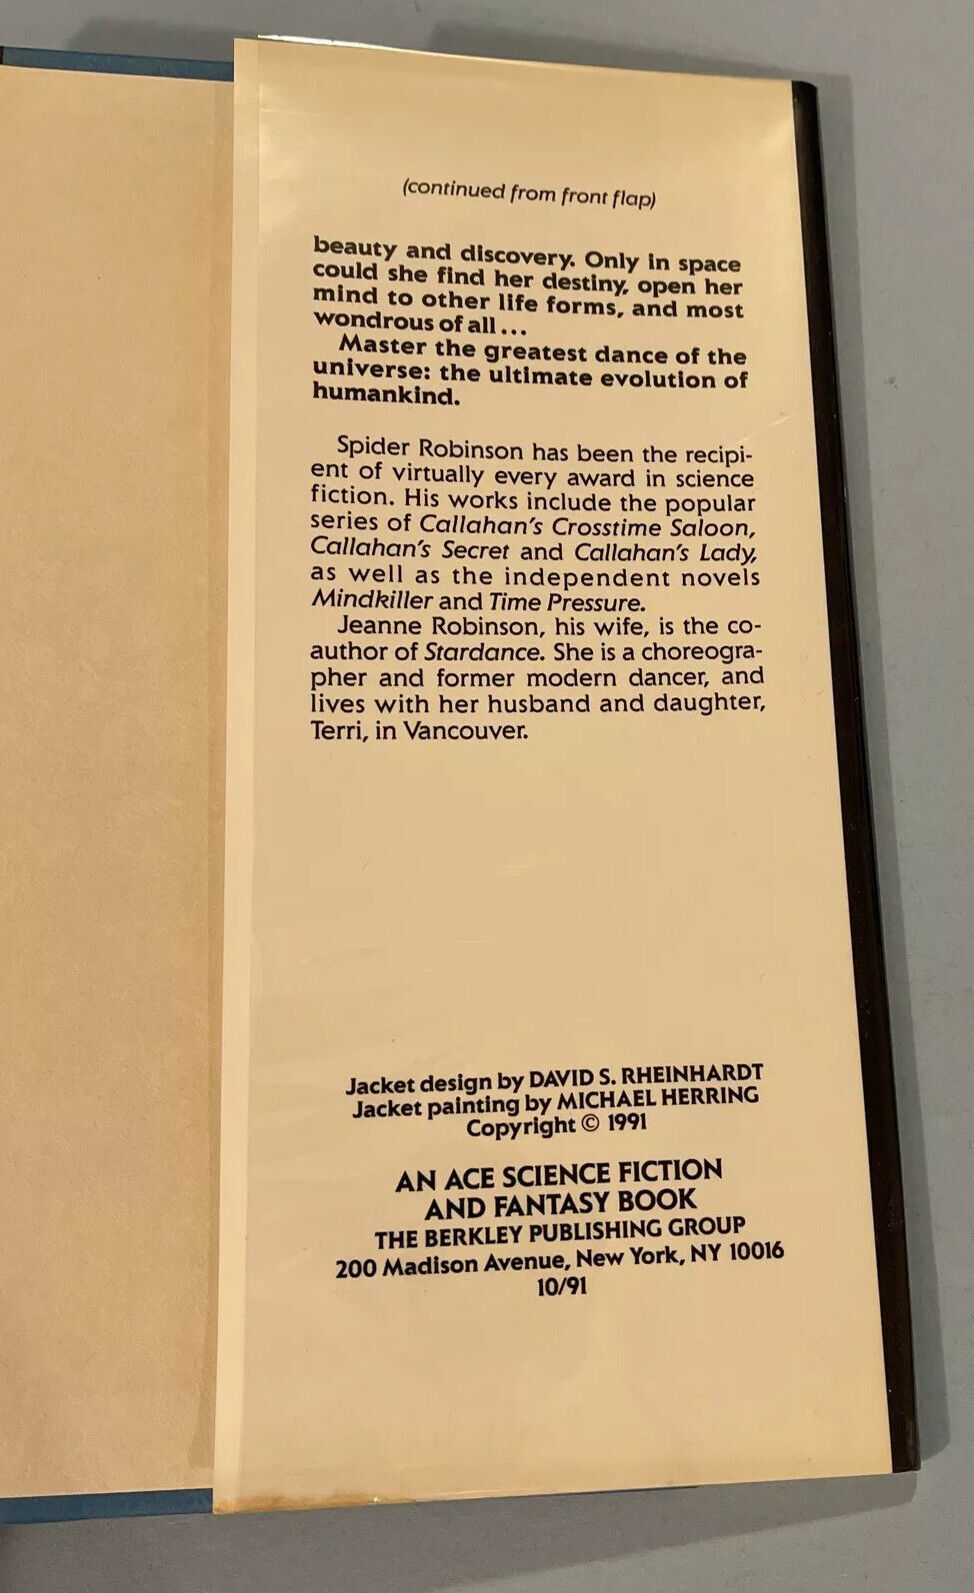 (continued from front flap)
beauty and discovery. Only in space
could she find her destiny, open her
mind to other life forms, and most
wondrous of all...
Master the greatest dance of the
universe: the ultimate evolution of
humankind.
Spider Robinson has been the recipi-
ent of virtually every award in science
fiction. His works include the popular
series of Callahan's Crosstime Saloon,
Callahan's Secret and Callahan's Lady,
as well as the independent novels
Mindkiller and Time Pressure.
Jeanne Robinson, his wife, is the co-
author of Stardance. She is a choreogra-
pher and former modern dancer, and
lives with her husband and daughter,
Terri, in Vancouver.
Jacket design by DAVID S. RHEINHARDT
Jacket painting by MICHAEL HERRING
Copyright © 1991
AN ACE SCIENCE FICTION
AND FANTASY BOOK
THE BERKLEY PUBLISHING GROUP
200 Madison Avenue, New York, NY 10016
10/91